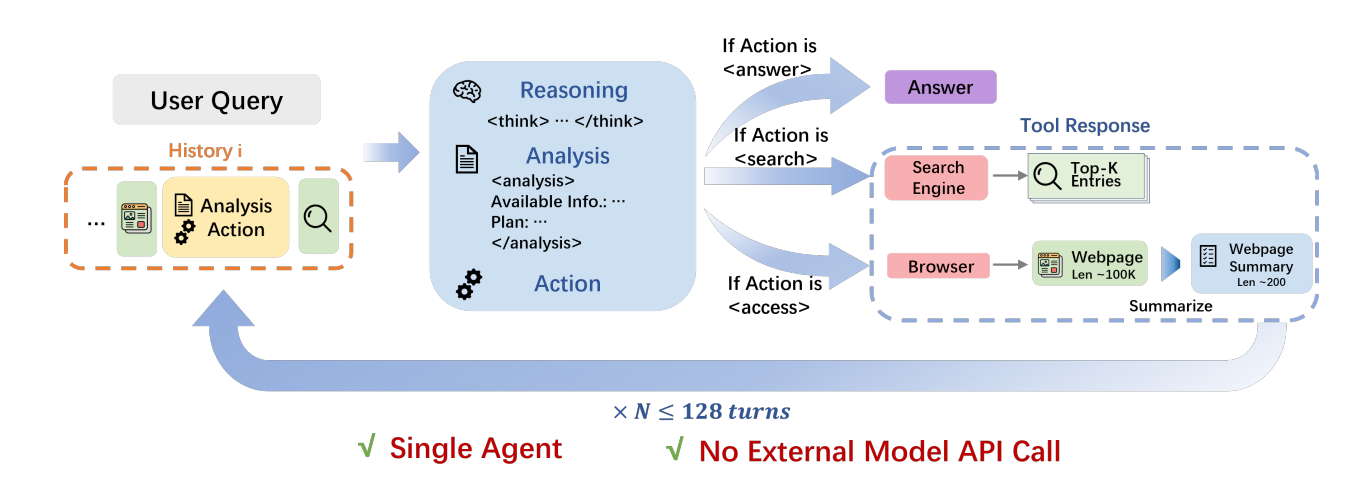 User Query
History i
...
Analysis
Action
Reasoning
<think> ··· </think>
Analysis
<analysis>
Available Info.: ···
Plan: ···
</analysis>
Action
If Action is
<answer>
If Action is
<search>
If Action is
<access>
Answer
Tool Response
Search
Engine
Top-K
Entries
Browser
Webpage
Len ~100K
Webpage
Summary
Len ~200
Summarize
× N ≤ 128 turns
√ Single Agent
√ No External Model API Call